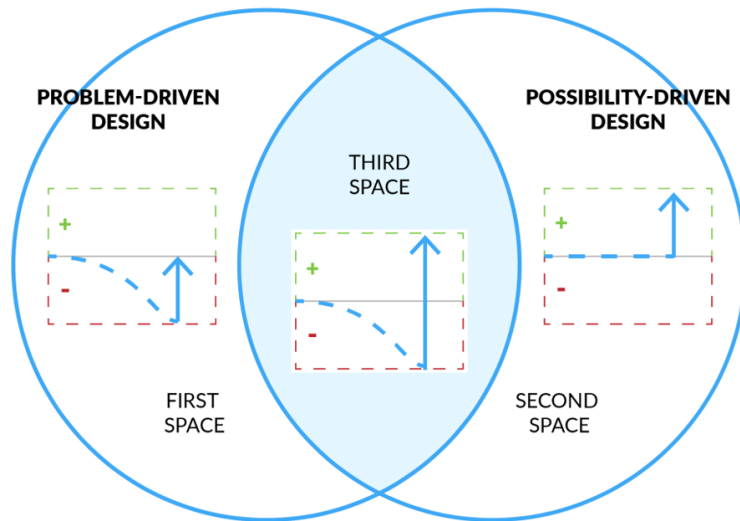 PROBLEM-DRIVEN
DESIGN
POSSIBILITY-DRIVEN
DESIGN
THIRD
SPACE
+
-
+
-
+
-
FIRST
SPACE
SECOND
SPACE